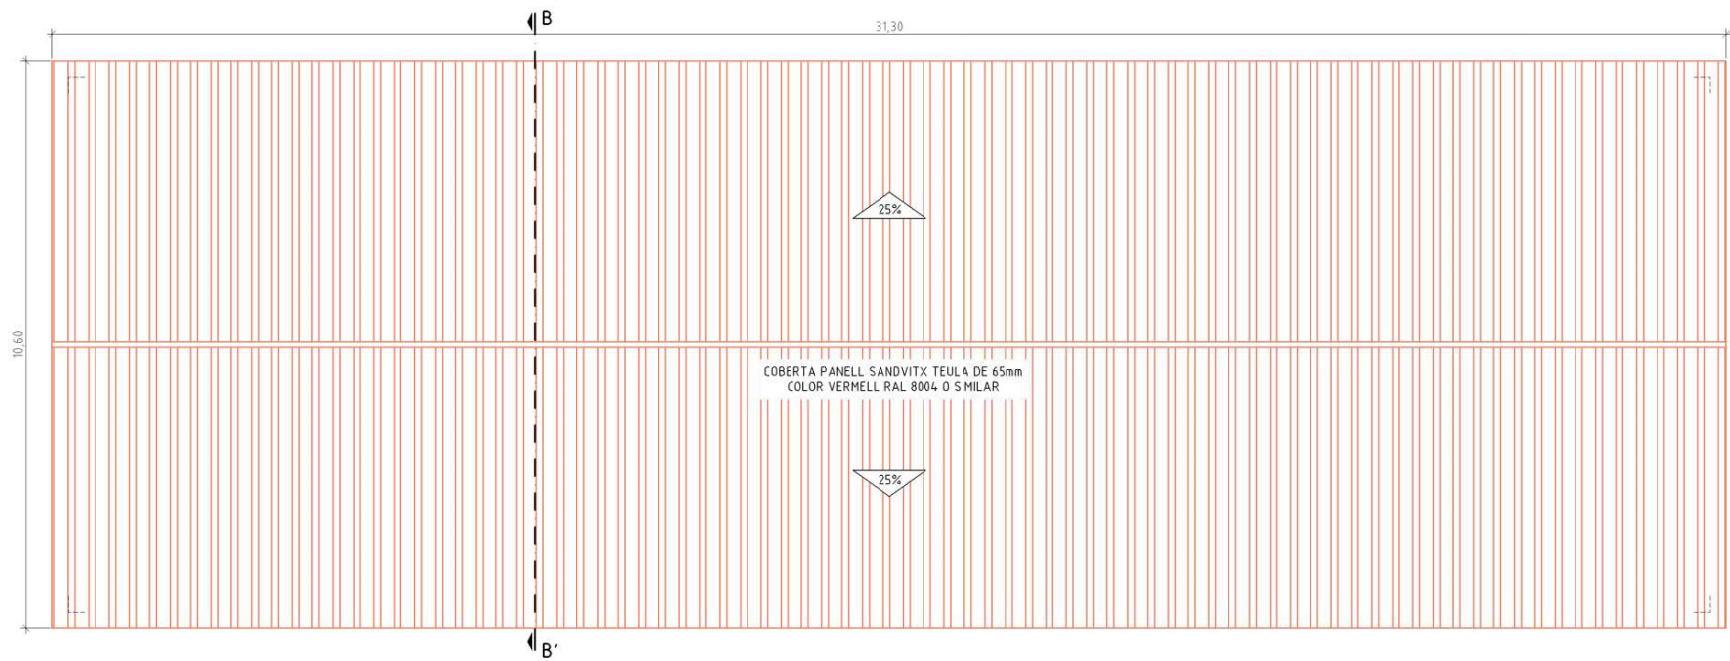 B
31,30
25%
10,60
COBERTA PANELL SANDVITX TEULA DE 65mm
COLOR VERMELL RAL 8004 O SIMILAR
25%
B'